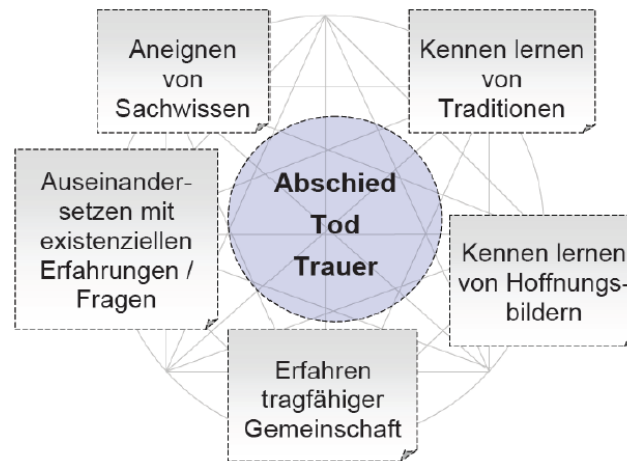 Aneignen
von
Sachwissen
Kennen lernen
von
Traditionen
Auseinander-
setzen mit
existenziellen
Erfahrungen /
Fragen
Abschied
Tod
Trauer
Kennen lernen
von Hoffnungs-
bildern
Erfahren
tragfähiger
Gemeinschaft